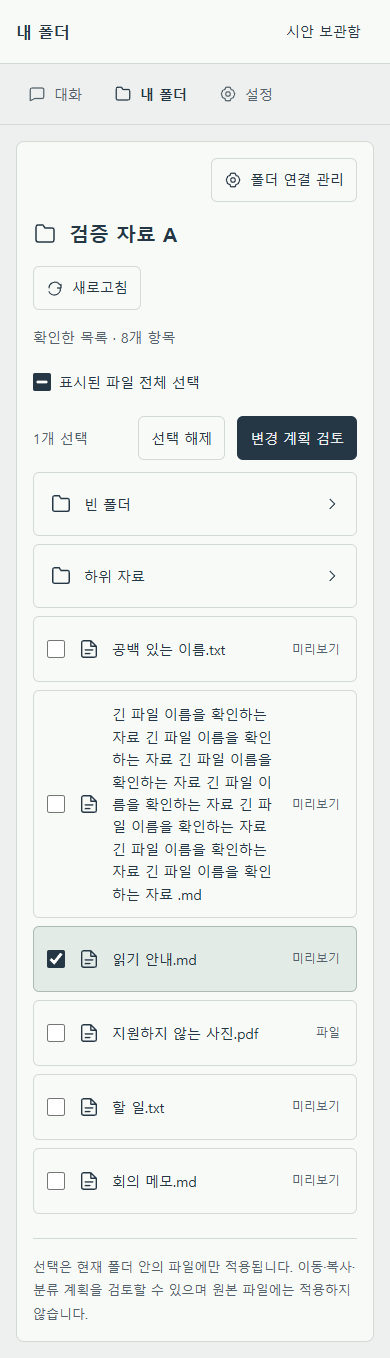 내 폴더
시안 보관함
대화
내 폴더
설정
폴더 연결 관리
검증 자료 A
새로고침
확인한 목록 · 8개 항목
표시된 파일 전체 선택
1개 선택
선택 해제
변경 계획 검토
빈 폴더
하위 자료
공백 있는 이름.txt
미리보기
긴 파일 이름을 확인하는
자료 긴 파일 이름을 확인
하는 자료 긴 파일 이름을
확인하는 자료 긴 파일 이
름을 확인하는 자료 긴 파
일 이름을 확인하는 자료
긴 파일 이름을 확인하는
자료 긴 파일 이름을 확인
하는 자료 .md
미리보기
읽기 안내.md
미리보기
지원하지 않는 사진.pdf
파일
할 일.txt
미리보기
회의 메모.md
미리보기
선택은 현재 폴더 안의 파일에만 적용됩니다. 이동·복사·
분류 계획을 검토할 수 있으며 원본 파일에는 적용하지
않습니다.